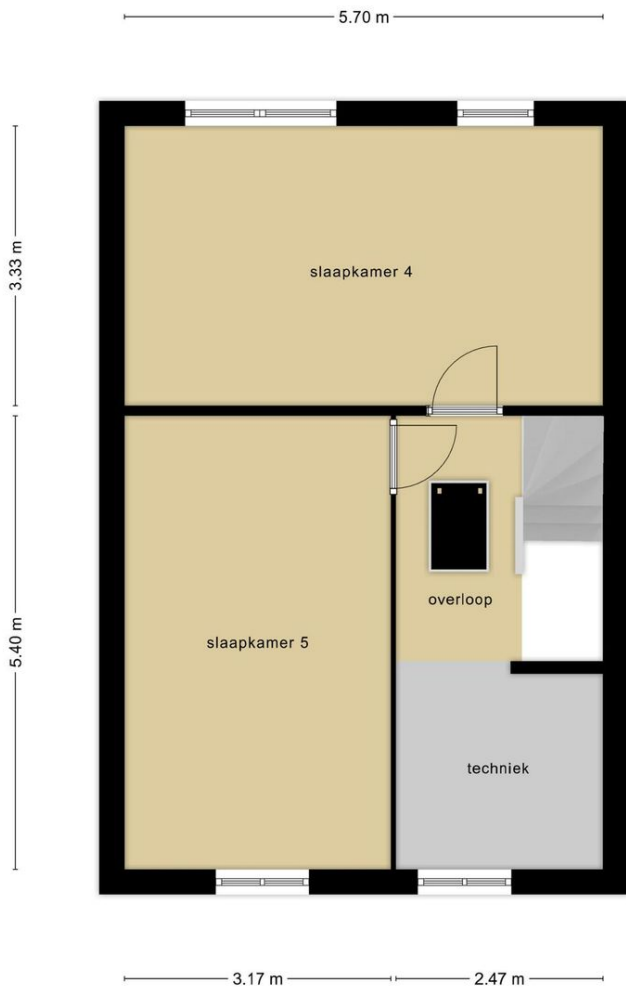 5.70 m
3.33 m
slaapkamer 4
overloop
5.40 m
slaapkamer 5
techniek
3.17 m
2.47 m